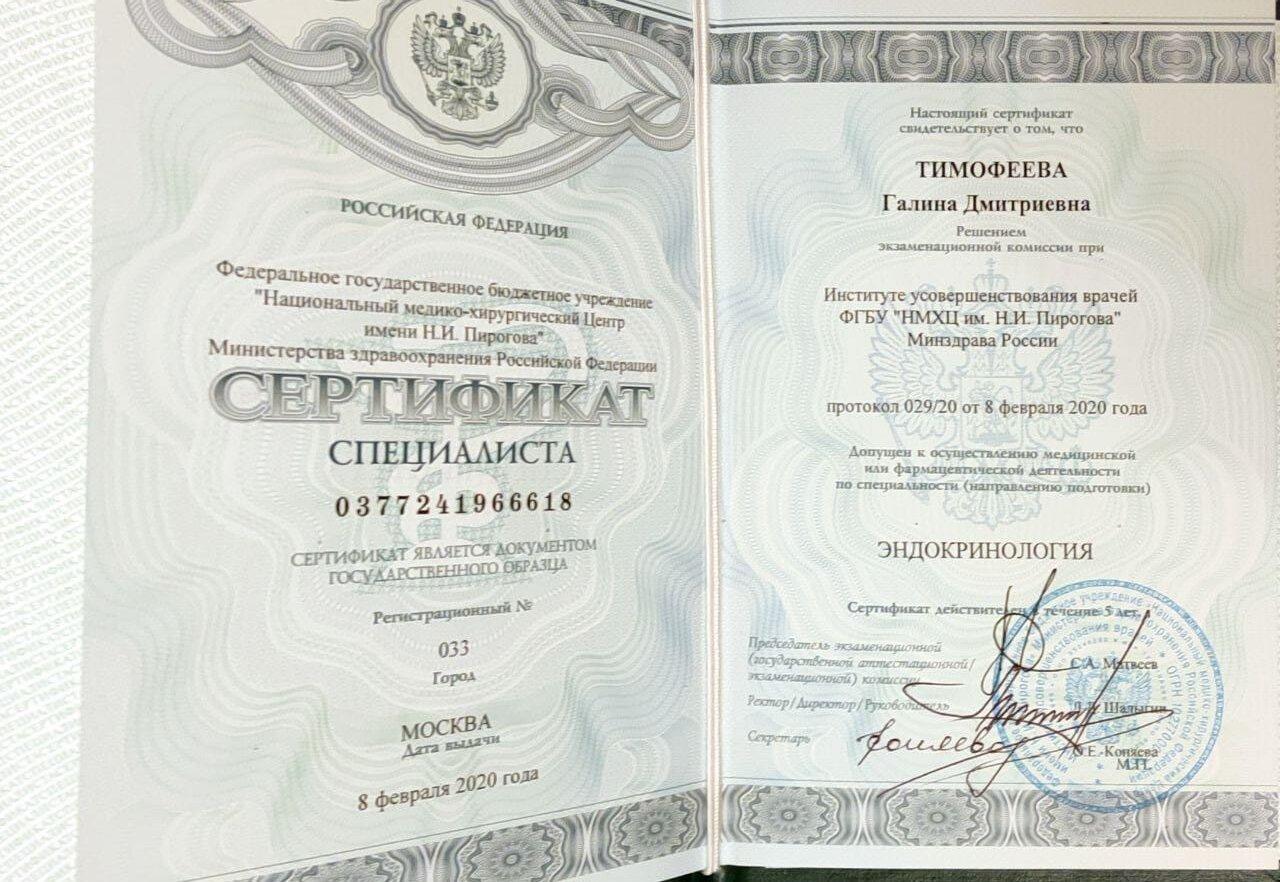 РОССИЙСКАЯ ФЕДЕРАЦИЯ
Федеральное государственное бюджетное учреждение
"Национальный медико-хирургический Центр
имени Н.И. Пирогова"
Министерства здравоохранения Российской Федерации
СЕРТИФИКАТ
СПЕЦИАЛИСТА
0377241966618
СЕРТИФИКАТ ЯВЛЯЕТСЯ ДОКУМЕНТОМ
ГОСУДАРСТВЕННОГО ОБРАЗЦА
Регистрационный №
033
Город
МОСКВА
Дата выдачи
8 февраля 2020 года
Настоящий сертификат
свидетельствует о том, что
ТИМОФЕЕВА
Галина Дмитриевна
Решением
экзаменационной комиссии при
Институте усовершенствования врачей
ФГБУ "НМХЦ им. Н.И. Пирогова"
Минздрава России
протокол 029/20 от 8 февраля 2020 года
Допущен к осуществлению медицинской
или фармацевтической деятельности
по специальности (направлению подготовки)
ЭНДОКРИНОЛОГИЯ
Сертификат действителен в течение 5 лет.
Председатель экзаменационной
(государственной аттестационной/
экзаменационной) комиссии
С.А. Матвеев
Ректор/Директор/Руководитель
Шалыгин
Секретарь
О.Е. Коняева
М.П.